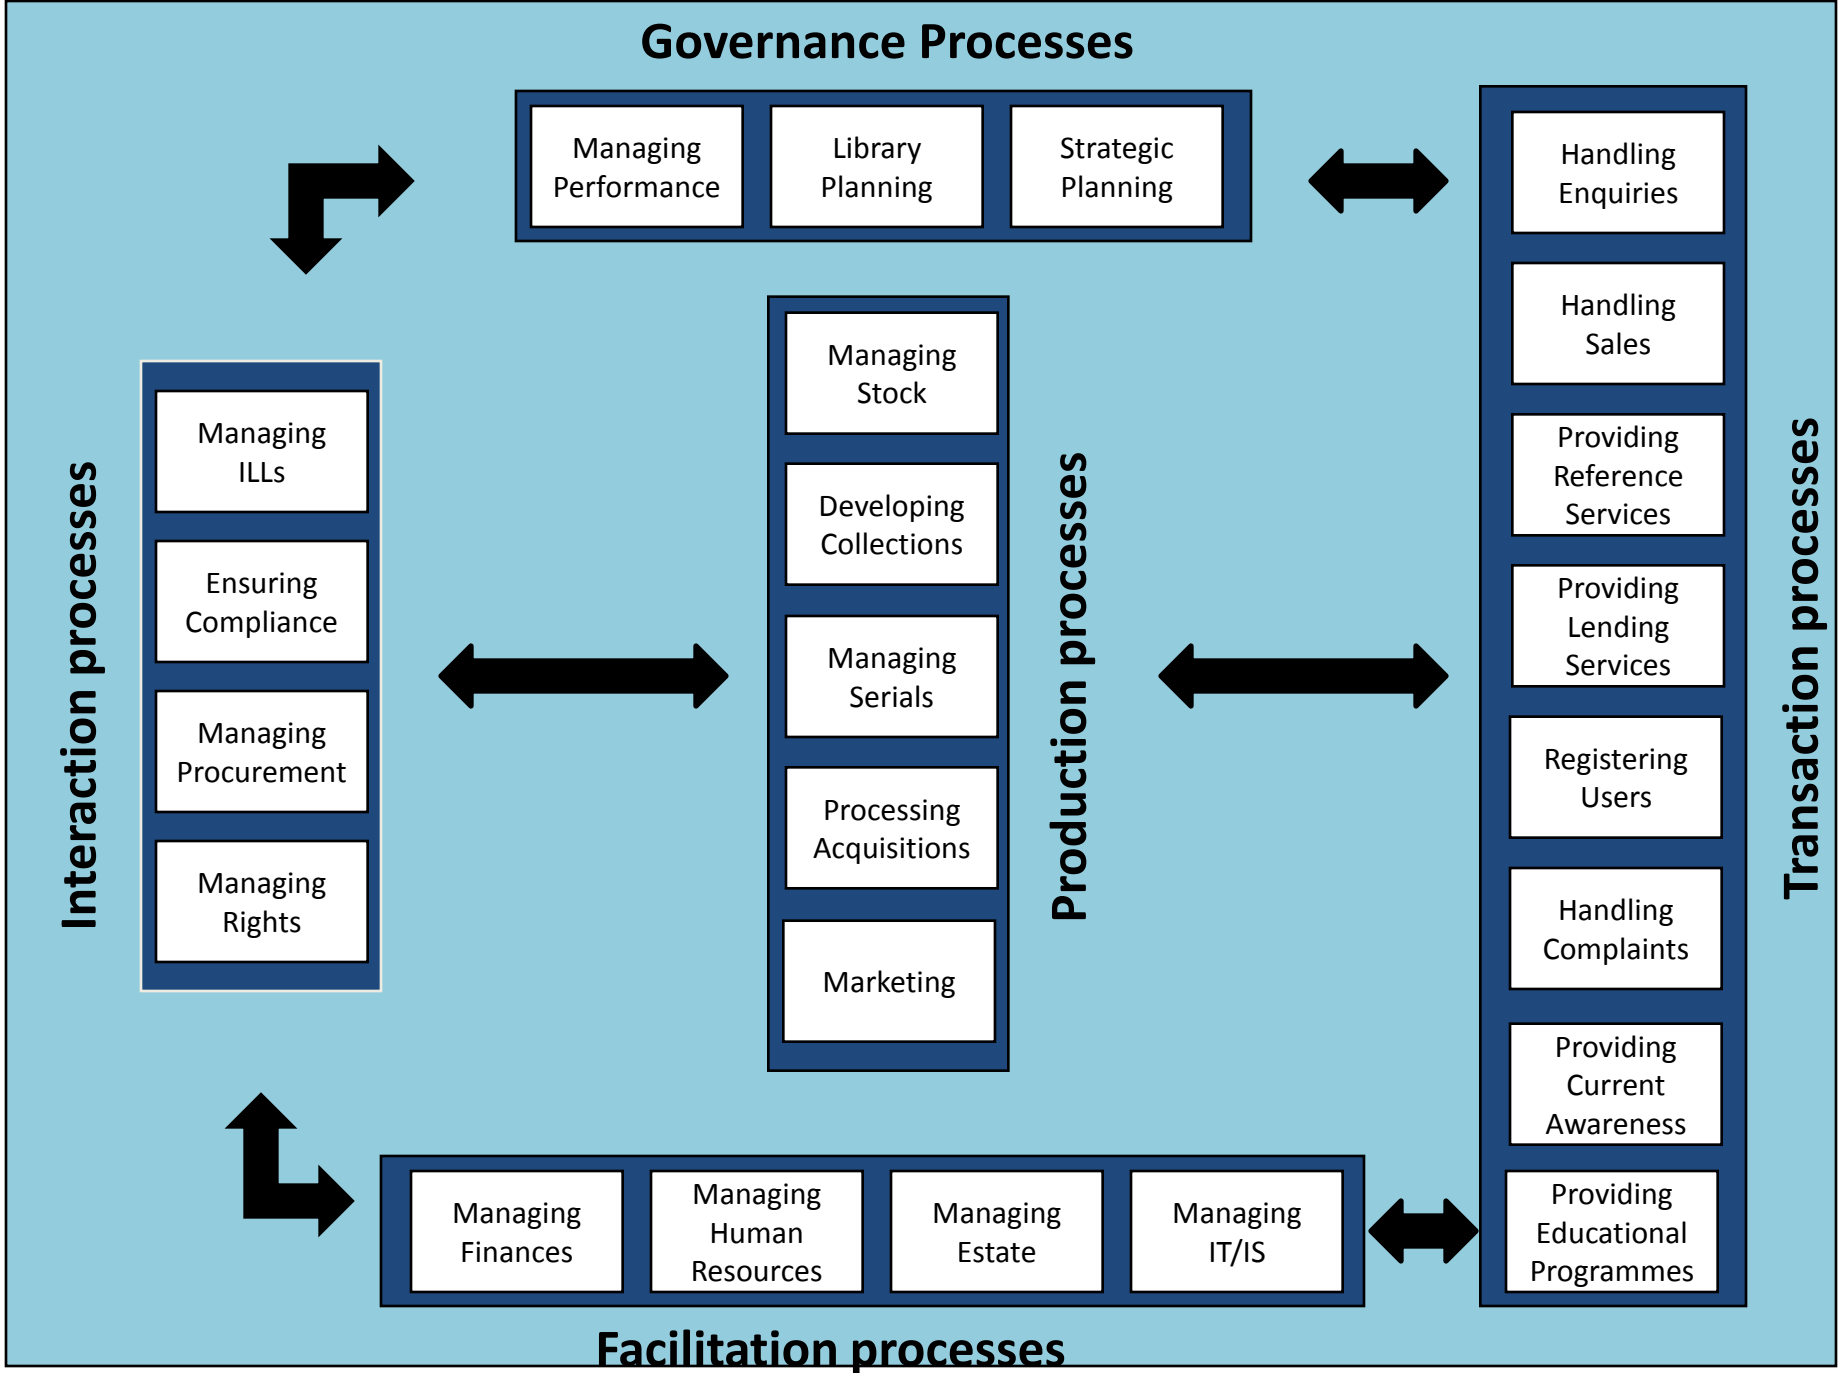 Governance Processes
Managing
Performance
Library
Planning
Strategic
Planning
Interaction processes
Managing
ILLs
Ensuring
Compliance
Managing
Procurement
Managing
Rights
Managing
Stock
Developing
Collections
Managing
Serials
Processing
Acquisitions
Marketing
Production processes
Handling
Enquiries
Handling
Sales
Providing
Reference
Services
Providing
Lending
Services
Registering
Users
Handling
Complaints
Providing
Current
Awareness
Providing
Educational
Programmes
Transaction processes
Managing
Finances
Managing
Human
Resources
Managing
Estate
Managing
IT/IS
Facilitation processes